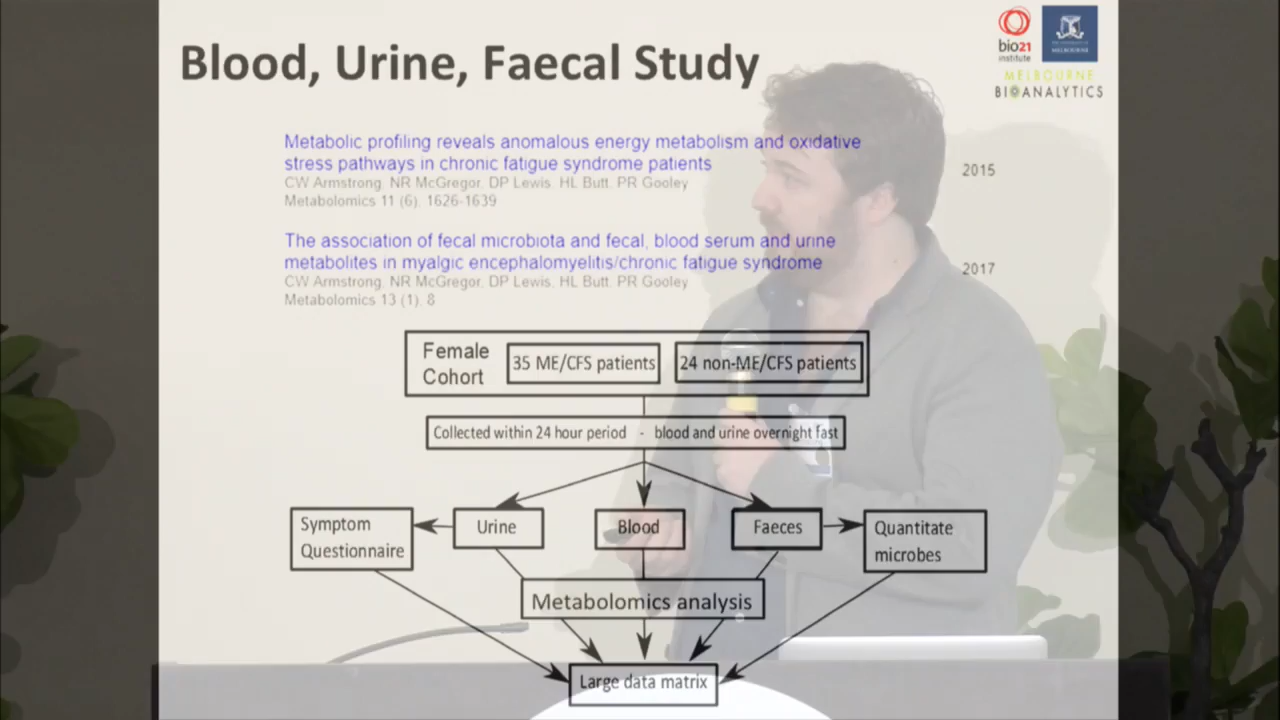 Blood, Urine, Faecal Study
bio21
institute
MELBOURNE
MELBOURNE
BIOANALYTICS
Metabolic profiling reveals anomalous energy metabolism and oxidative
stress pathways in chronic fatigue syndrome patients
2015
CW Armstrong, NR McGregor, DP Lewis, HL Butt, PR Gooley
Metabolomics 11 (6), 1626-1639
The association of fecal microbiota and fecal, blood serum and urine
metabolites in myalgic encephalomyelitis/chronic fatigue syndrome
2017
CW Armstrong, NR McGregor, DP Lewis, HL Butt, PR Gooley
Metabolomics 13 (1), 8
Female
Cohort
35 ME/CFS patients
24 non-ME/CFS patients
Collected within 24 hour period - blood and urine overnight fast
Symptom
Questionnaire
Urine
Blood
Faeces
Quantitate
microbes
Metabolomics analysis
Large data matrix